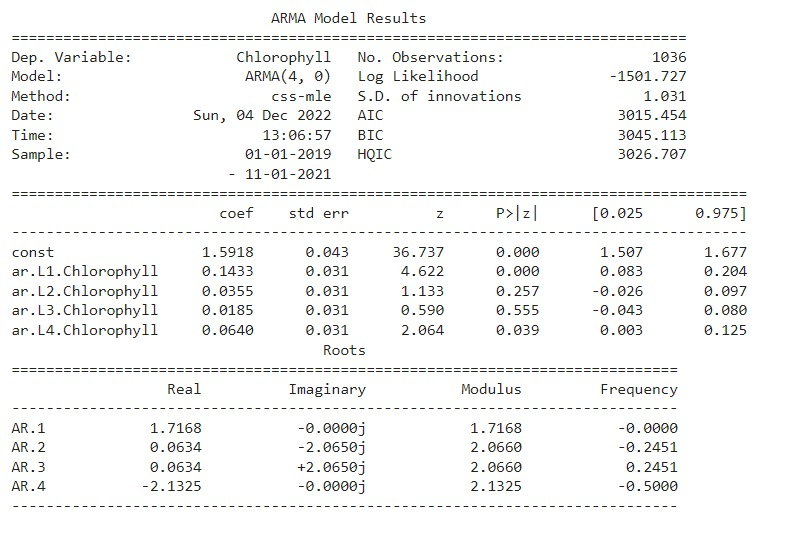 ARMA Model Results
==============================================================================
Dep. Variable: Chlorophyll No. Observations: 1036
Model: ARMA(4, 0) Log Likelihood -1501.727
Method: css-mle S.D. of innovations 1.031
Date: Sun, 04 Dec 2022 AIC 3015.454
Time: 13:06:57 BIC 3045.113
Sample: 01-01-2019 HQIC 3026.707
- 11-01-2021
=====================================================================================
coef std err z P>|z| [0.025 0.975]
-------------------------------------------------------------------------------------
const 1.5918 0.043 36.737 0.000 1.507 1.677
ar.L1.Chlorophyll 0.1433 0.031 4.622 0.000 0.083 0.204
ar.L2.Chlorophyll 0.0355 0.031 1.133 0.257 -0.026 0.097
ar.L3.Chlorophyll 0.0185 0.031 0.590 0.555 -0.043 0.080
ar.L4.Chlorophyll 0.0640 0.031 2.064 0.039 0.003 0.125
Roots
=============================================================================
Real Imaginary Modulus Frequency
-----------------------------------------------------------------------------
AR.1 1.7168 -0.0000j 1.7168 -0.0000
AR.2 0.0634 -2.0650j 2.0660 -0.2451
AR.3 0.0634 +2.0650j 2.0660 0.2451
AR.4 -2.1325 -0.0000j 2.1325 -0.5000
-----------------------------------------------------------------------------